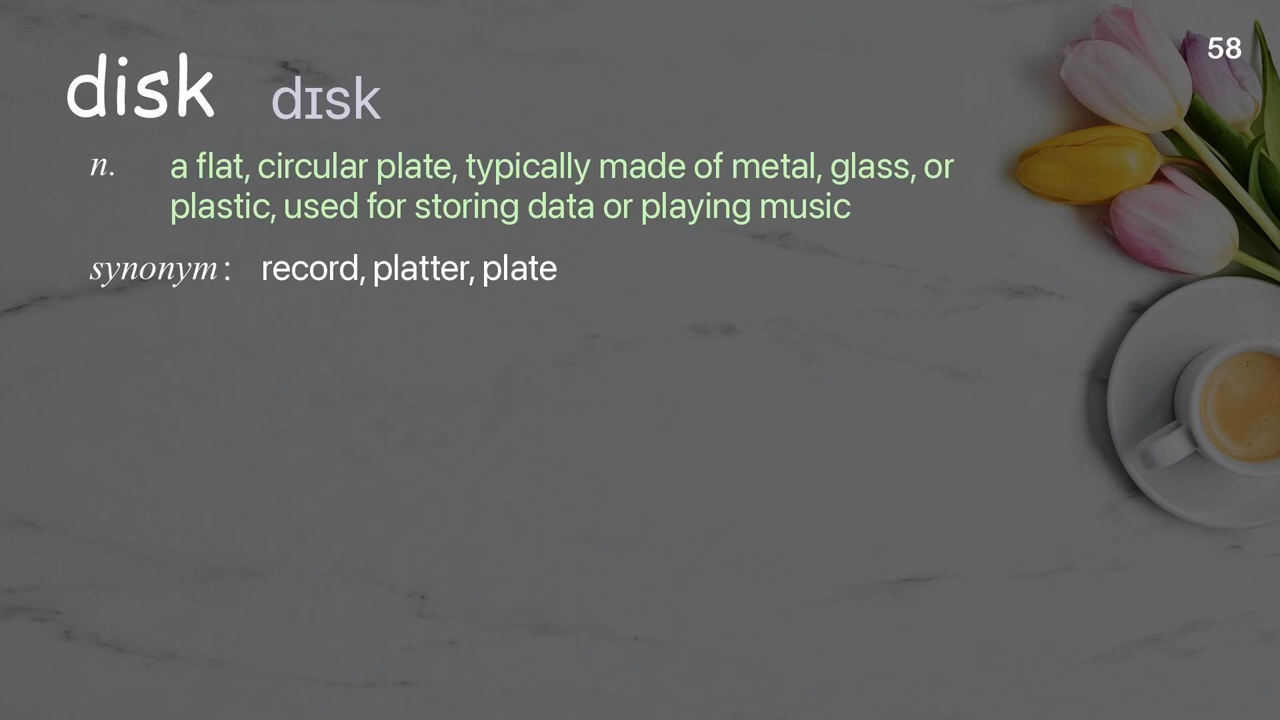 58
disk dɪsk
n. a flat, circular plate, typically made of metal, glass, or
plastic, used for storing data or playing music
synonym : record, platter, plate